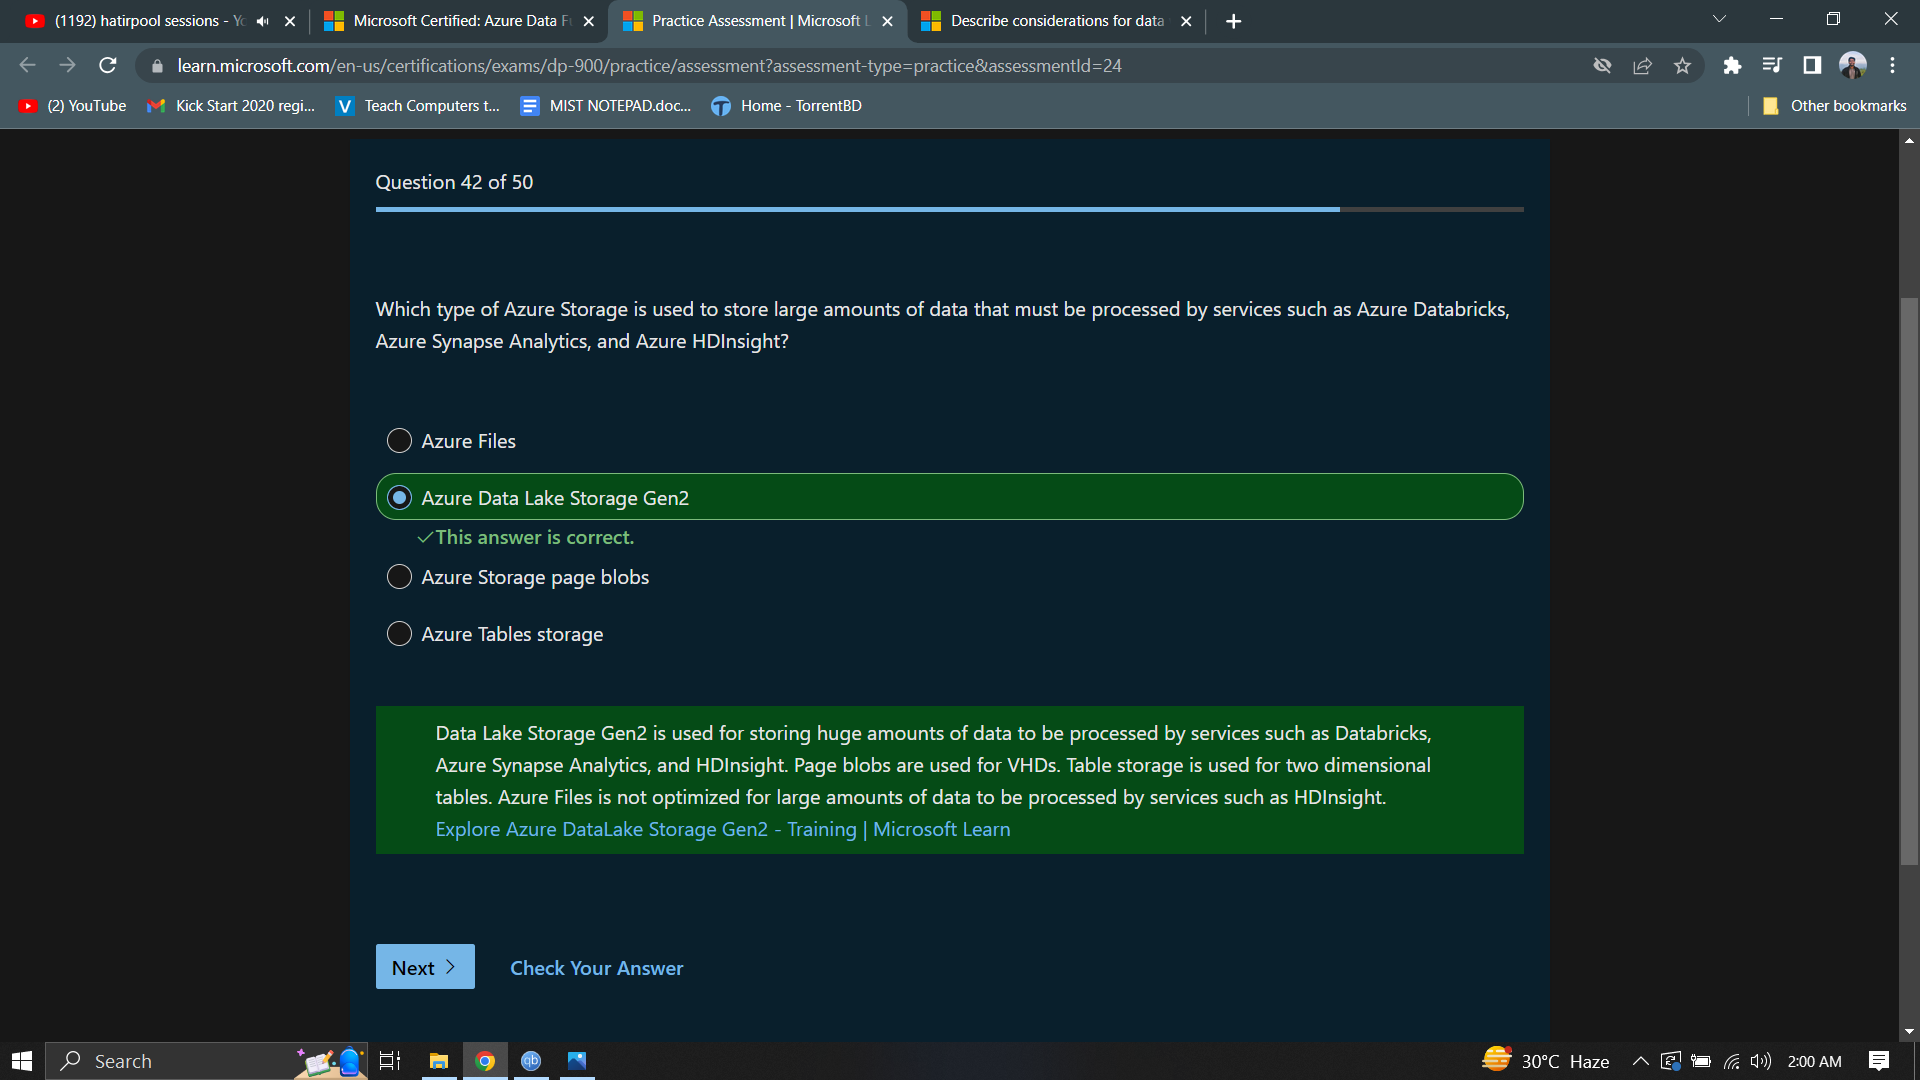 (1192) hatirpool sessions - Yo
Microsoft Certified: Azure Data F
Practice Assessment | Microsoft L
Describe considerations for data
learn.microsoft.com/en-us/certifications/exams/dp-900/practice/assessment?assessment-type=practice&assessmentId=24
(2) YouTube
Kick Start 2020 regi...
Teach Computers t...
MIST NOTEPAD.doc...
Home - TorrentBD
Other bookmarks
Question 42 of 50
Which type of Azure Storage is used to store large amounts of data that must be processed by services such as Azure Databricks,
Azure Synapse Analytics, and Azure HDInsight?
Azure Files
Azure Data Lake Storage Gen2
This answer is correct.
Azure Storage page blobs
Azure Tables storage
Data Lake Storage Gen2 is used for storing huge amounts of data to be processed by services such as Databricks,
Azure Synapse Analytics, and HDInsight. Page blobs are used for VHDs. Table storage is used for two dimensional
tables. Azure Files is not optimized for large amounts of data to be processed by services such as HDInsight.
Explore Azure DataLake Storage Gen2 - Training | Microsoft Learn
Next
Check Your Answer
Search
qb
30°C Haze
2:00 AM